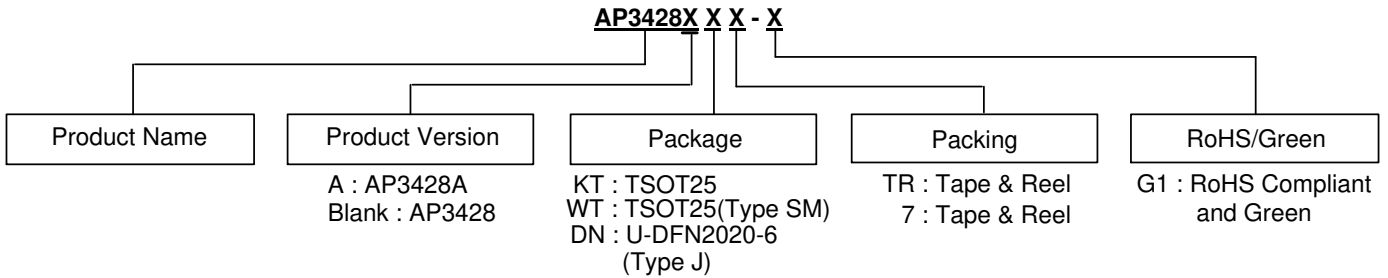 AP3428X X X - X
Product Name
Product Version
Package
Packing
RoHS/Green
A : AP3428A
Blank : AP3428
KT : TSOT25
WT : TSOT25(Type SM)
DN : U-DFN2020-6
(Type J)
TR : Tape & Reel
7 : Tape & Reel
G1 : RoHS Compliant
and Green